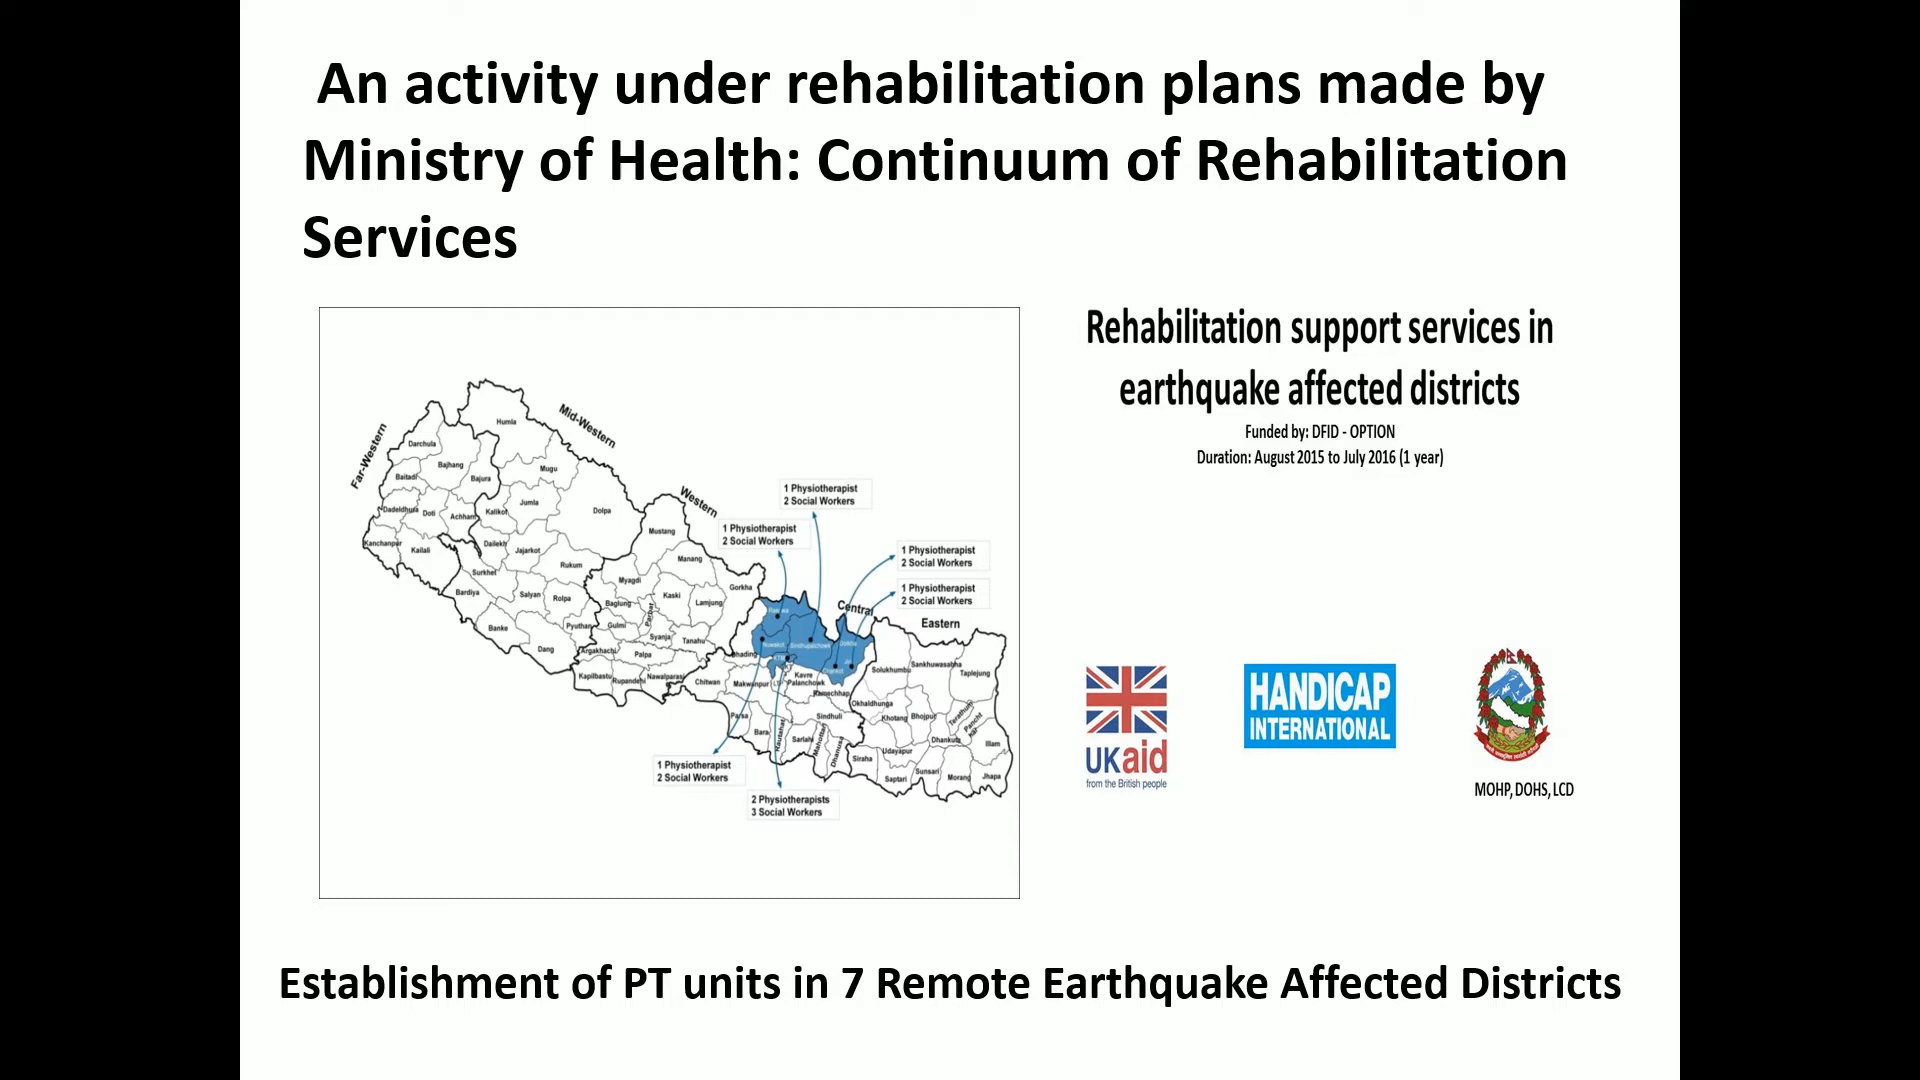 An activity under rehabilitation plans made by
Ministry of Health: Continuum of Rehabilitation
Services
Rehabilitation support services in
earthquake affected districts
Funded by: DFID - OPTION
Duration: August 2015 to July 2016 (1 year)
Far-Western
Mid-Western
Western
Central
Eastern
Humla
Darchula
Bajhang
Mugu
Baitadi
Bajura
Jumla
Dolpa
Dadeldhura
Doti
Achham
Kalikot
Mustang
Kanchanpur
Kailali
Dailekh
Jajarkot
Manang
Surkhet
Rukum
Myagdi
Gorkha
Bardiya
Salyan
Rolpa
Baglung
Parbat
Kaski
Lamjung
Banke
Pyuthan
Gulmi
Syanja
Tanahu
Dang
Argakhachi
Palpa
Kapilbastu
Rupandehi
Nawalparasi
Chitwan
Makwanpur
Nuwakot
Sindhupalchowk
Kavre
Palanchowk
Ramechhap
Solukhumbu
Sankhuwasabha
Taplejung
Okhaldhunga
Khotang
Bhojpur
Parsa
Bara
Sarlahi
Sindhuli
Dhankuta
Illam
Udayapur
Siraha
Saptari
Sunsari
Morang
Jhapa
1 Physiotherapist
2 Social Workers
1 Physiotherapist
2 Social Workers
1 Physiotherapist
2 Social Workers
1 Physiotherapist
2 Social Workers
1 Physiotherapist
2 Social Workers
2 Physiotherapists
3 Social Workers
UKaid
from the British people
HANDICAP
INTERNATIONAL
MOHP, DOHS, LCD
Establishment of PT units in 7 Remote Earthquake Affected Districts